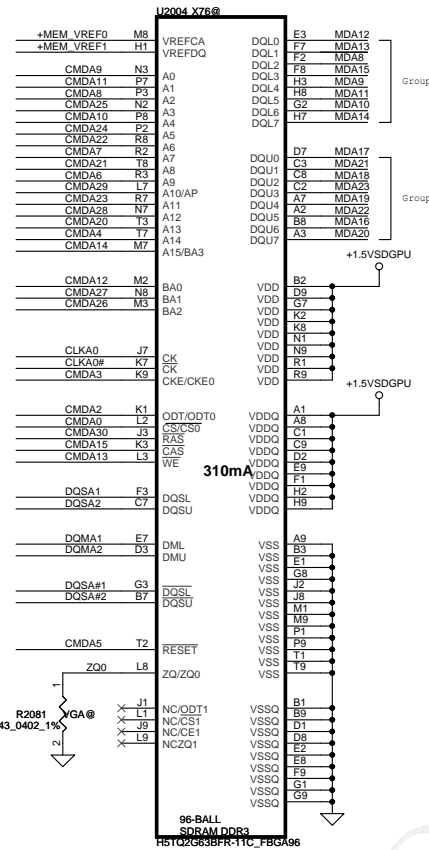 U2004 X76@
+MEM_VREF0 M8 VREFCA
+MEM_VREF1 H1 VREFDQ
CMDA9 N3 A0
CMDA11 P7 A1
CMDA8 P3 A2
CMDA25 N2 A3
CMDA10 P8 A4
CMDA24 P2 A5
CMDA22 R8 A6
CMDA7 R2 A7
CMDA21 T8 A8
CMDA6 R3 A9
CMDA29 L7 A10/AP
CMDA23 R7 A11
CMDA28 N7 A12
CMDA20 T3 A13
CMDA4 T7 A14
CMDA14 M7 A15/BA3
CMDA12 M2 BA0
CMDA27 N8 BA1
CMDA26 M3 BA2
CLKA0 J7 CK
CLKA0# K7 CK
CMDA3 K9 CKE/CKE0
CMDA2 K1 ODT/ODT0
CMDA0 L2 CS/CS0
CMDA30 J3 RAS
CMDA15 K3 CAS
CMDA13 L3 WE
DQSA1 F3 DQSL
DQSA2 C7 DQSU
DQMA1 E7 DML
DQMA2 D3 DMU
DQSA#1 G3 DQSL
DQSA#2 B7 DQSU
CMDA5 T2 RESET
ZQ0 L8 ZQ/ZQ0
J1 NC/ODT1
L1 NC/CS1
J9 NC/CE1
L9 NCZQ1
1
R2081 VGA@
43_0402_1%
2
310mA
DQL0 E3 MDA12
DQL1 F7 MDA13
DQL2 F2 MDA8
DQL3 F8 MDA15
DQL4 H3 MDA9
DQL5 H8 MDA11
DQL6 G2 MDA10
DQL7 H7 MDA14
Group
DQU0 D7 MDA17
DQU1 C3 MDA21
DQU2 C8 MDA18
DQU3 C2 MDA23
DQU4 A7 MDA19
DQU5 A2 MDA22
DQU6 B8 MDA16
DQU7 A3 MDA20
Group
+1.5VSDGPU
VDD B2
VDD D9
VDD G7
VDD K2
VDD K8
VDD N1
VDD N9
VDD R1
VDD R9
+1.5VSDGPU
VDDQ A1
VDDQ A8
VDDQ C1
VDDQ C9
VDDQ D2
VDDQ E9
VDDQ F1
VDDQ H2
VDDQ H9
VSS A9
VSS B3
VSS E1
VSS G8
VSS J2
VSS J8
VSS M1
VSS M9
VSS P1
VSS P9
VSS T1
VSS T9
VSSQ B1
VSSQ B9
VSSQ D1
VSSQ D8
VSSQ E2
VSSQ E8
VSSQ F9
VSSQ G1
VSSQ G9
96-BALL
SDRAM DDR3
H5TQ2G63BFR-11C_FBGA96